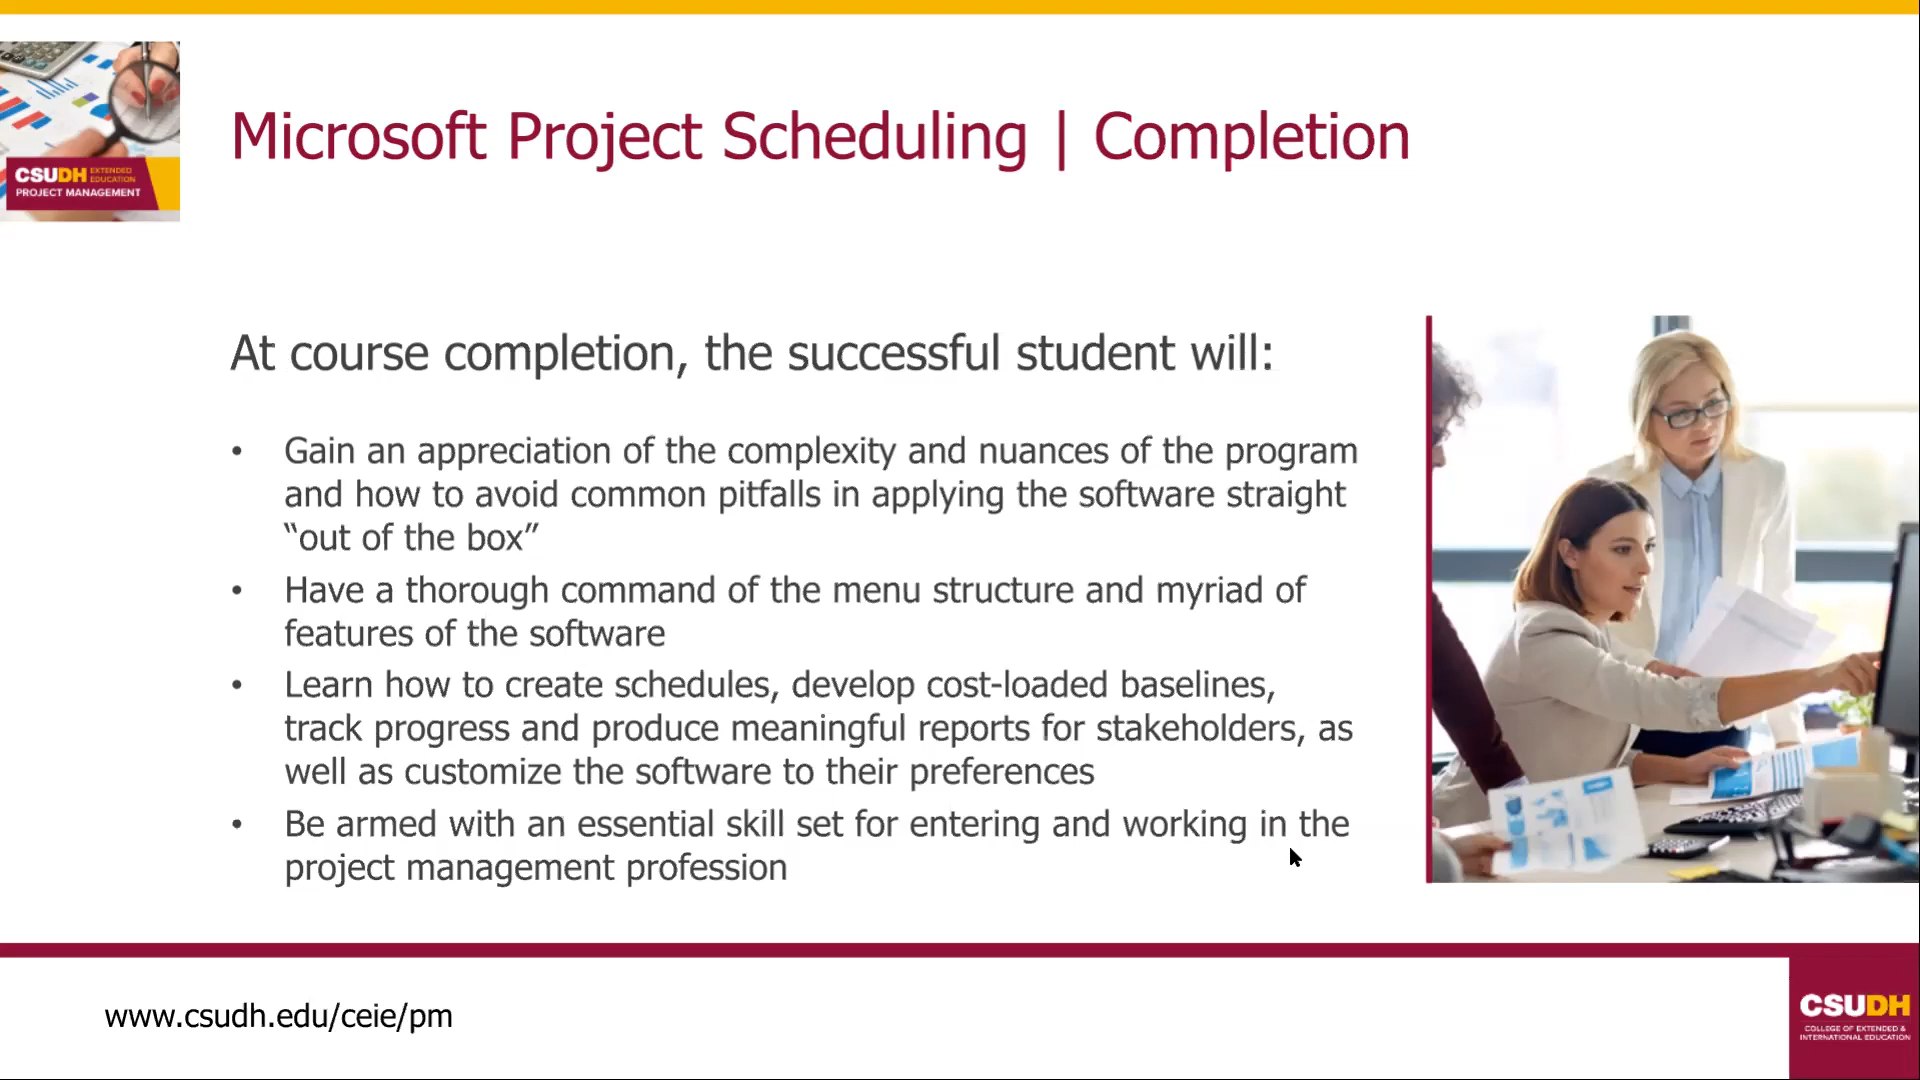 CSUDH EXTENDED EDUCATION
PROJECT MANAGEMENT
Microsoft Project Scheduling | Completion
At course completion, the successful student will:
• Gain an appreciation of the complexity and nuances of the program
and how to avoid common pitfalls in applying the software straight
“out of the box”
• Have a thorough command of the menu structure and myriad of
features of the software
• Learn how to create schedules, develop cost-loaded baselines,
track progress and produce meaningful reports for stakeholders, as
well as customize the software to their preferences
• Be armed with an essential skill set for entering and working in the
project management profession
www.csudh.edu/ceie/pm
CSUDH
COLLEGE OF EXTENDED &
INTERNATIONAL EDUCATION